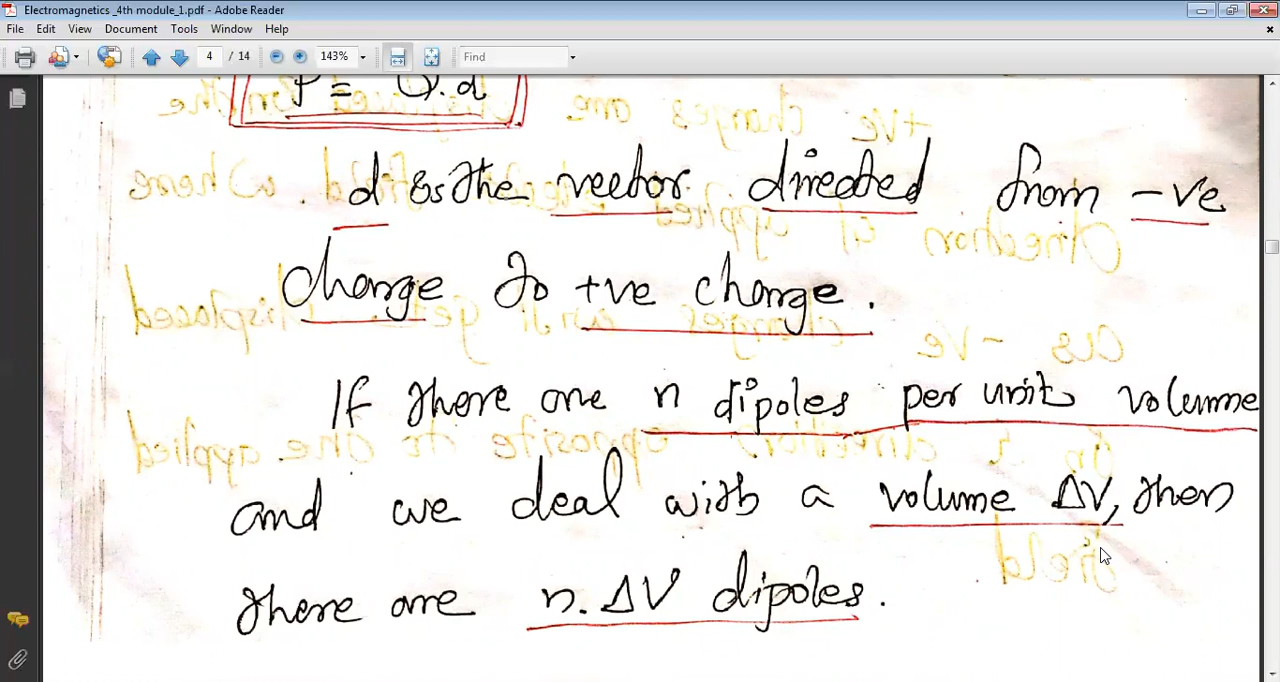 Electromagnetics_4th module_1.pdf - Adobe Reader
File Edit View Document Tools Window Help
4 / 14 143% Find
P = Q.d
d is the vector directed from -ve
charge to +ve charge.
If there are n dipoles per unit volume
and we deal with a volume ΔV, then
there are n. ΔV dipoles.